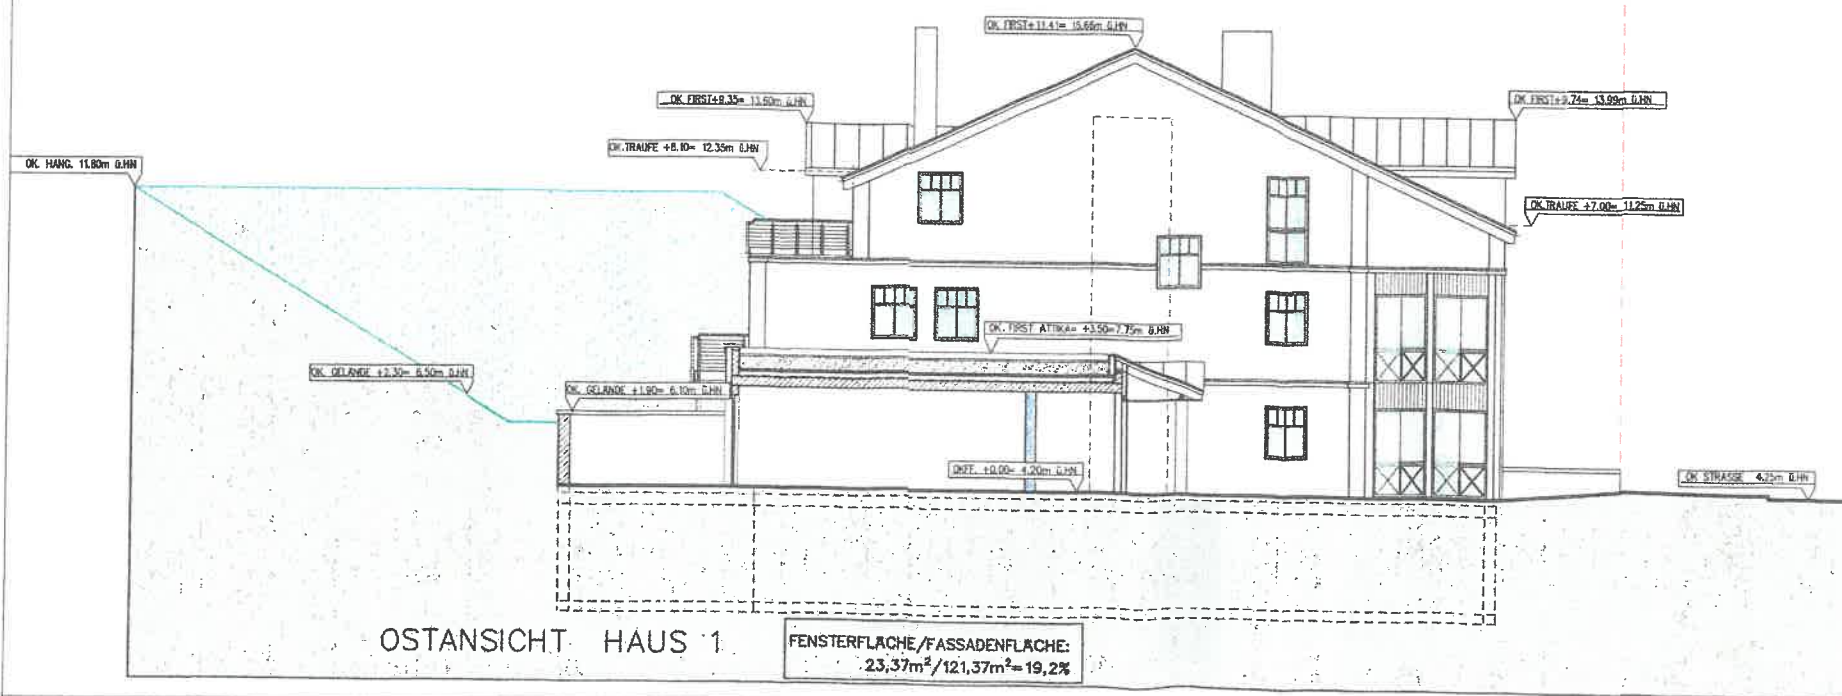 OK FIRST+11.41= 15.66m ü.HN
OK FIRST+9.35= 13.60m ü.HN
OK FIRST+9.74= 13.99m ü.HN
OK.TRAUFE +8.10= 12.35m ü.HN
OK. HANG. 11.80m ü.HN
OK.TRAUFE +7.00= 11.25m ü.HN
OK. FIRST ATTIKA= +3.50=7.75m ü.HN
OK. GELÄNDE +2.30= 6.50m ü.HN
OK. GELÄNDE +1.90= 6.10m ü.HN
OKFF. +0.00= 4.20m ü.HN
OK STRASSE 4.25m ü.HN
OSTANSICHT HAUS 1
FENSTERFLÄCHE/FASSADENFLÄCHE:
23,37m²/121,37m²=19,2%